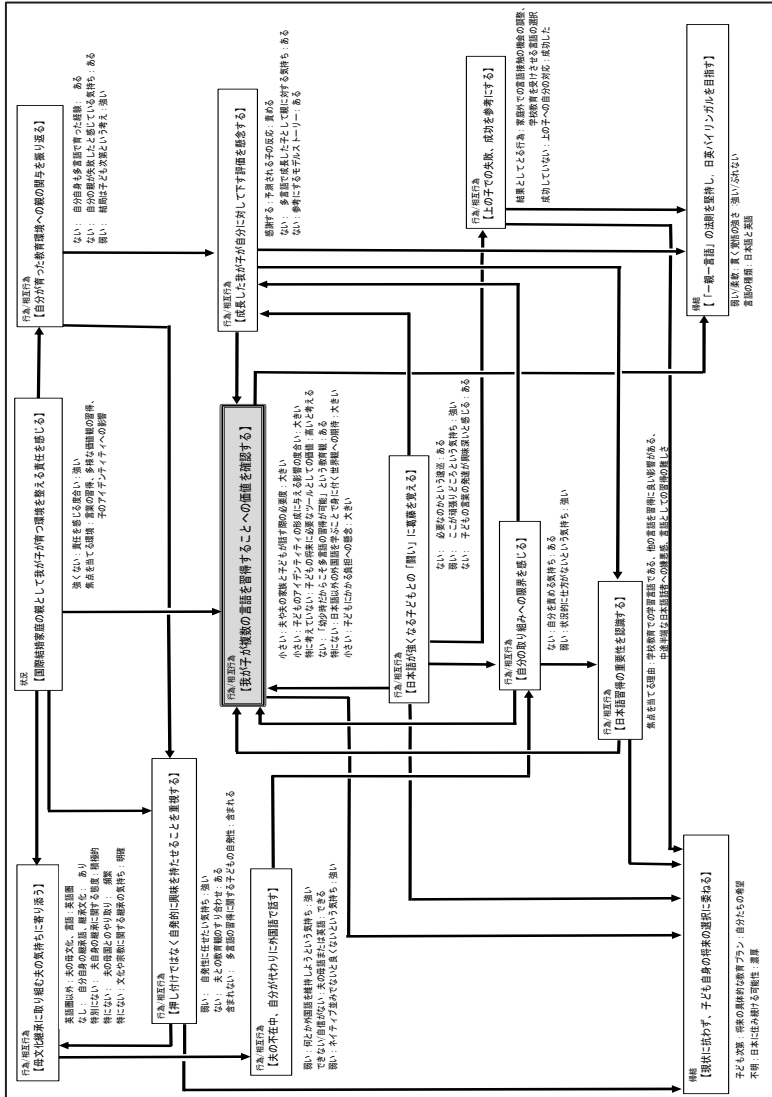 状況
【国際結婚家庭の親として我が子が育つ環境を整える責任を感じる】
強くない：責任を感じる度合い：強い
焦点を当てる環境：言葉の習得、多様な価値観の習得、
子のアイデンティティへの影響
行為/相互行為
【母文化継承に取り組む夫の気持ちに寄り添う】
英語圏以外：夫の母文化、言語：英語圏
なし：自分自身の継承語、継承文化：あり
特別にない：夫自身の継承に関する態度：積極的
特にない：夫の母国とのやり取り：頻繁
特にない：文化や宗教に関する継承の気持ち：明確
行為/相互行為
【自分が育った教育環境への親の関与を振り返る】
ない：自分自身も多言語で育った経験：ある
ない：自分の親が失敗したと感じている気持ち：ある
弱い：結局は子ども次第という考え：強い
行為/相互行為
【押し付けではなく自発的に興味を持たせることを重視する】
弱い：自発性に任せたい気持ち：強い
ない：夫との教育観のすり合わせ：ある
含まれない：多言語の習得に関する子どもの自発性：含まれる
行為/相互行為
【我が子が複数の言語を習得することへの価値を確認する】
小さい：夫や夫の家族と子どもが話す際の必要度：大きい
小さい：子どものアイデンティティの形成に与える影響の度合い：大きい
特に考えていない：子どもの将来に必要なツールとしての価値：高いと考える
ない：「幼少時だからこそ多言語の習得が可能」という教育観：ある
特にない：日本語以外の外国語を学ぶことで身に付く世界観への期待：大きい
小さい：子どもにかかる負担への懸念：大きい
行為/相互行為
【成長した我が子が自分に対して下す評価を懸念する】
感謝する：予測される子の反応：責める
ない：多言語で成長した子として親に対する気持ち：ある
ない：参考にするモデルストーリー：ある
行為/相互行為
【夫の不在中、自分が代わりに外国語で話す】
弱い：何とか外国語を維持しようという気持ち：強い
できない/自信がない：夫の母語または英語：できる
弱い：ネイティブ並みでないと良くないという気持ち：強い
行為/相互行為
【日本語が強くなる子どもとの「闘い」に葛藤を覚える】
ない：必要なのかという逡巡：ある
弱い：ここが頑張りどころという気持ち：強い
ない：子どもの言葉の発達が興味深いと感じる：ある
行為/相互行為
【上の子での失敗、成功を参考にする】
結果としてとる行為：家庭外での言語接触の機会の調整、
学校教育を受けさせる言語の選択
成功していない：上の子への自分の対応：成功した
行為/相互行為
【自分の取り組みへの限界を感じる】
ない：自分を責める気持ち：ある
弱い：状況的に仕方がないという気持ち：強い
行為/相互行為
【日本語習得の重要性を認識する】
焦点を当てる理由：学校教育での学習言語である、他の言語を習得に良い影響がある、
中途半端な日本語話者への嫌悪感、言語としての習得の難しさ
帰結
【現状に抗わず、子ども自身の将来の選択に委ねる】
子ども次第：将来の具体的な教育プラン：自分たちの希望
不明：日本に住み続ける可能性：濃厚
帰結
【「一親一言語」の法則を堅持し、日英バイリンガルを目指す】
弱い/柔軟：貫く覚悟の強さ：強い/ぶれない
言語の種類：日本語と英語